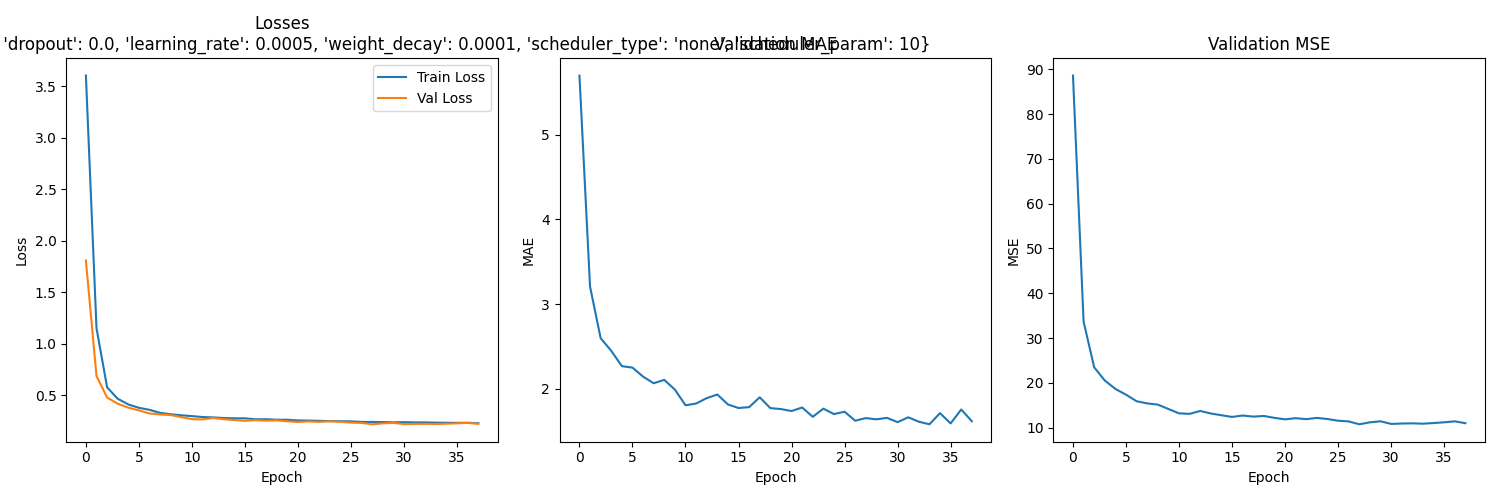 Losses
'dropout': 0.0, 'learning_rate': 0.0005, 'weight_decay': 0.0001, 'scheduler_type': 'none', 'scheduler_param': 10}
Validation MAE
Validation MSE
Train Loss
Val Loss
3.5
3.0
2.5
2.0
1.5
1.0
0.5
Loss
0 5 10 15 20 25 30 35
Epoch
5
4
3
2
MAE
0 5 10 15 20 25 30 35
Epoch
90
80
70
60
50
40
30
20
10
MSE
0 5 10 15 20 25 30 35
Epoch